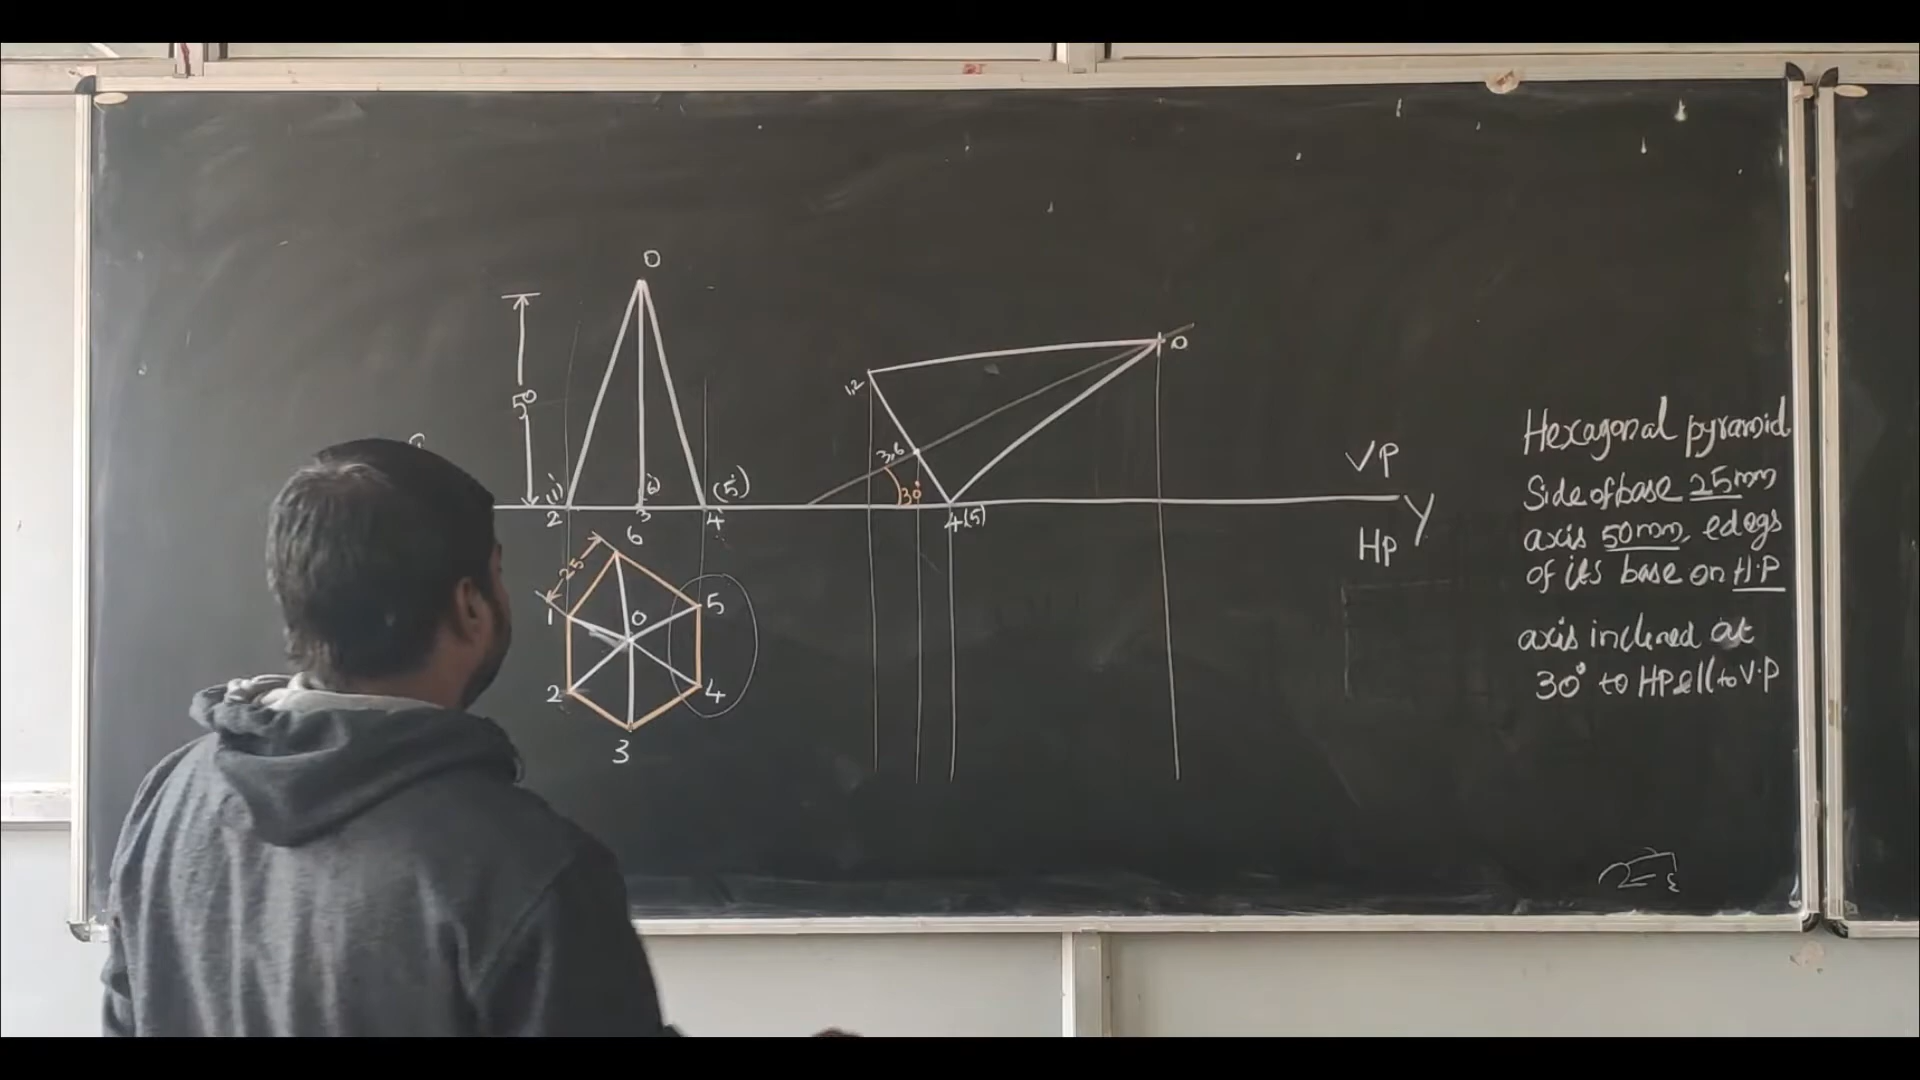 O
50
(1')
2'
(6')
3'
(5')
4'
6
25
1
O
5
2
4
3
O
1,2
3,6
30°
4(5)
VP
HP
Y
Hexagonal pyramid
Side of base 25mm
axis 50mm, edegs
of its base on H.P
axis inclined at
30° to HP & ll to V.P